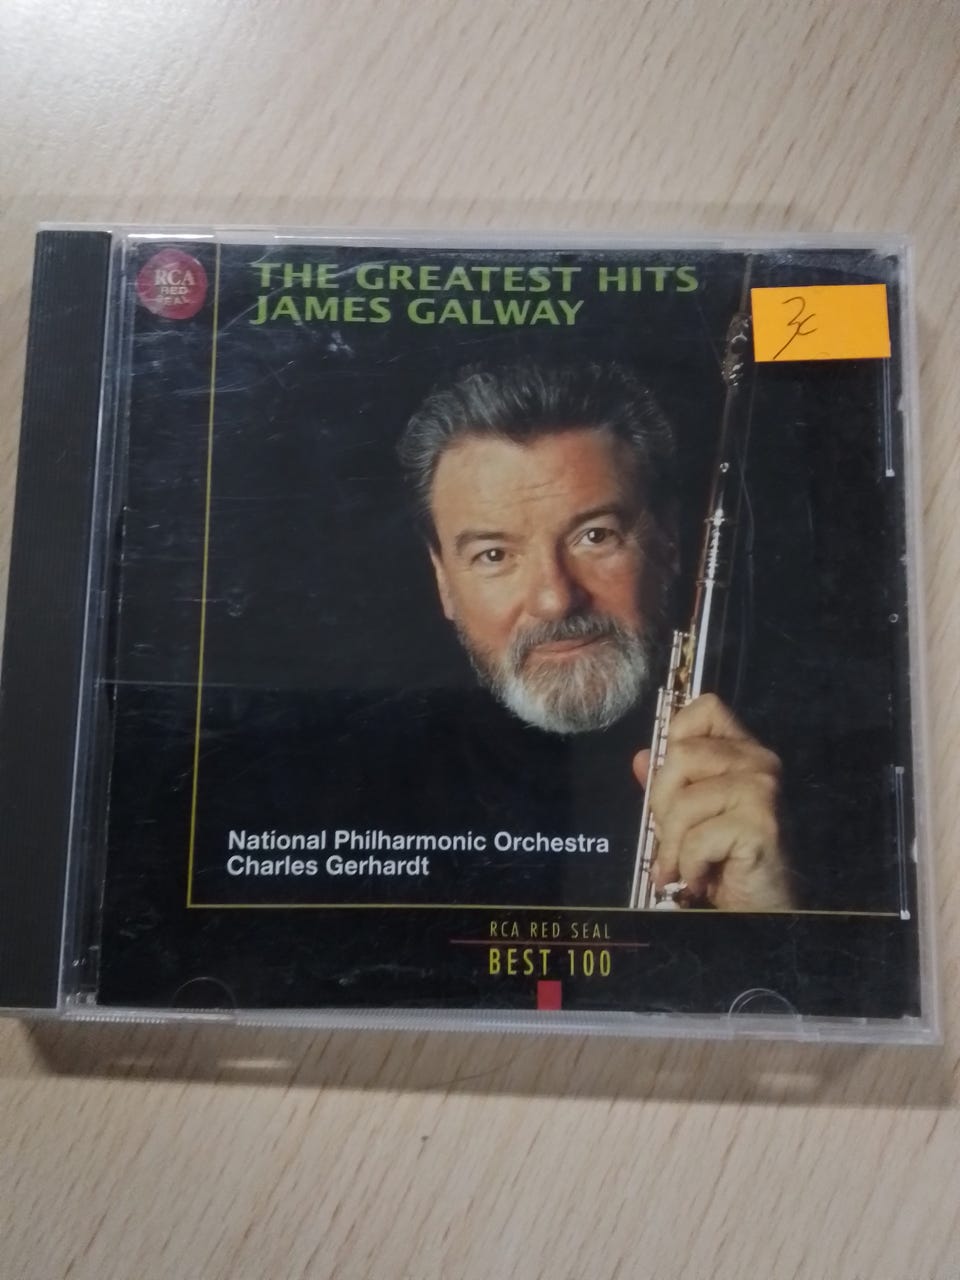 RCA
RED
SEAL
THE GREATEST HITS
JAMES GALWAY
National Philharmonic Orchestra
Charles Gerhardt
RCA RED SEAL
BEST 100